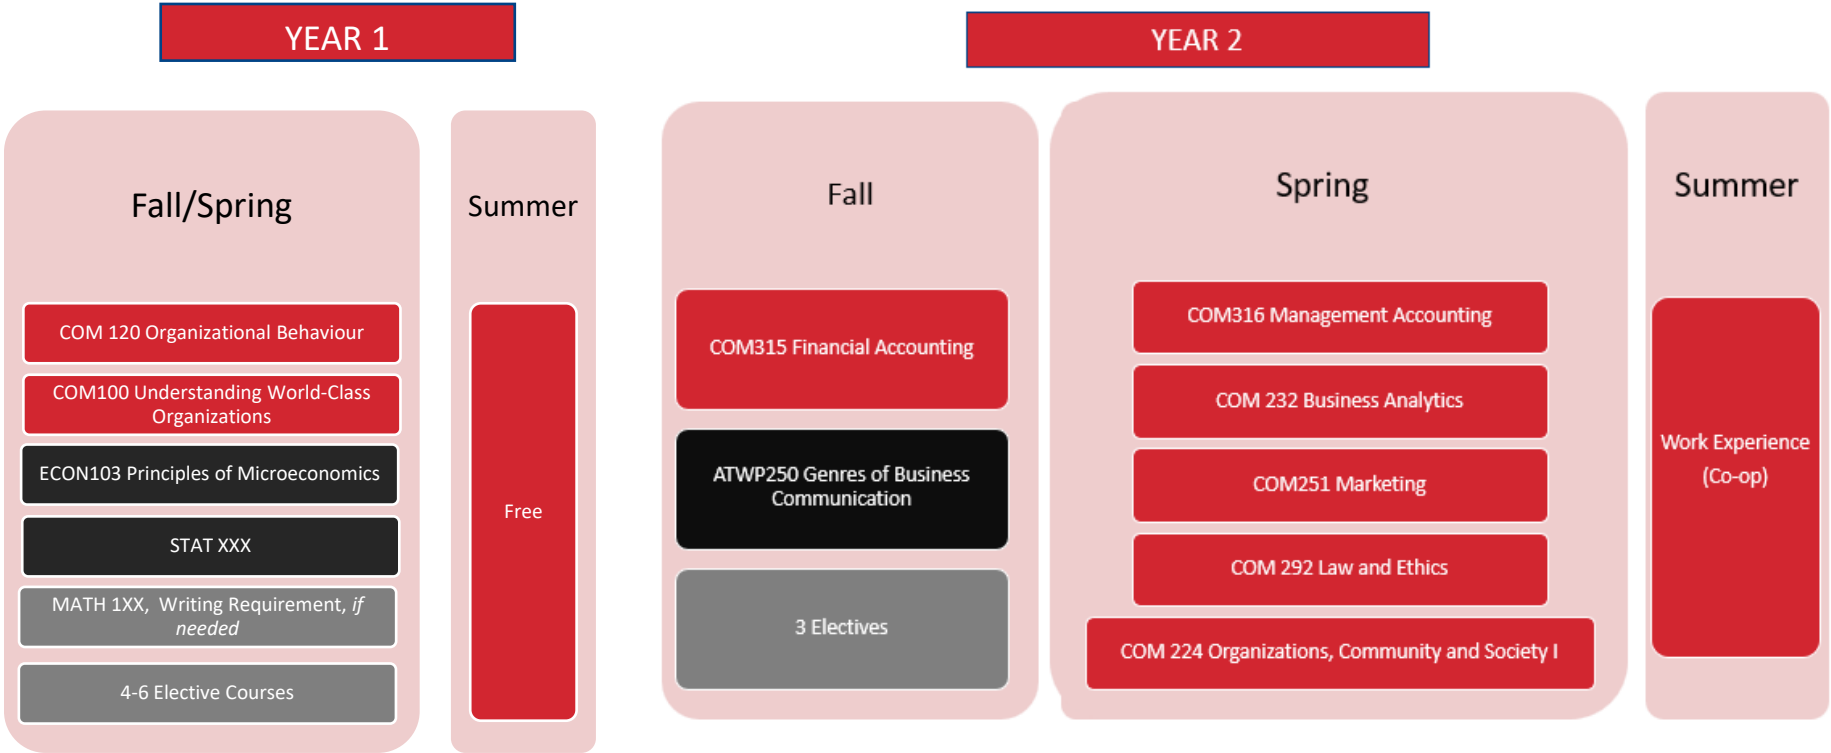 YEAR 1
Fall/Spring
COM 120 Organizational Behaviour
COM100 Understanding World-Class
Organizations
ECON103 Principles of Microeconomics
STAT XXX
MATH 1XX,  Writing Requirement, if
needed
4-6 Elective Courses
Summer
Free
YEAR 2
Fall
COM315 Financial Accounting
ATWP250 Genres of Business
Communication
3 Electives
Spring
COM316 Management Accounting
COM 232 Business Analytics
COM251 Marketing
COM 292 Law and Ethics
COM 224 Organizations, Community and Society I
Summer
Work Experience
(Co-op)